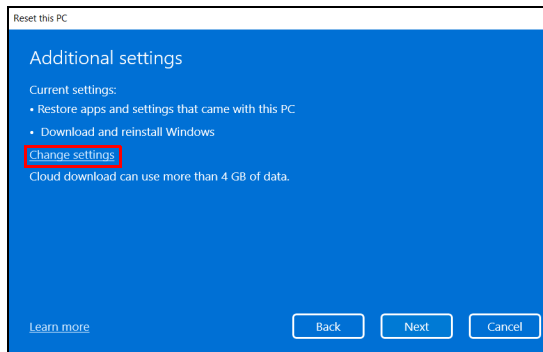 Reset this PC
Additional settings
Current settings:
• Restore apps and settings that came with this PC
• Download and reinstall Windows
Change settings
Cloud download can use more than 4 GB of data.
Learn more
Back
Next
Cancel